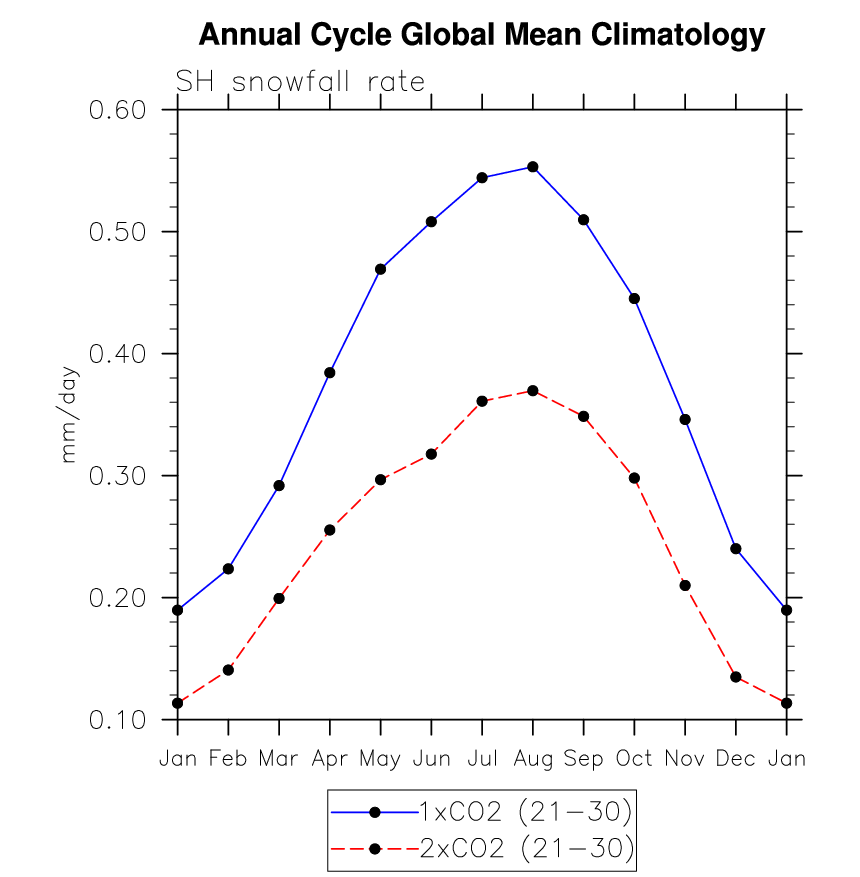 Annual Cycle Global Mean Climatology
SH snowfall rate
0.60
0.50
0.40
0.30
0.20
0.10
mm/day
Jan Feb Mar Apr May Jun Jul Aug Sep Oct Nov Dec Jan
1xCO2 (21−30)
2xCO2 (21−30)